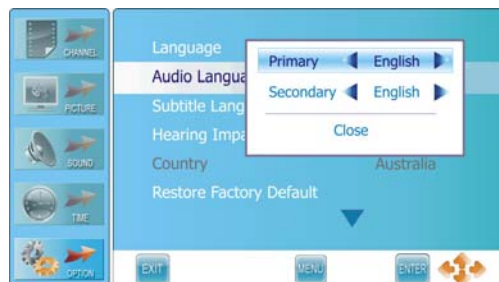 CHANNEL
PICTURE
SOUND
TIME
OPTION
Language
Audio Langua
Subtitle Lang
Hearing Impa
Country Australia
Restore Factory Default
Primary English
Secondary English
Close
EXIT MENU ENTER